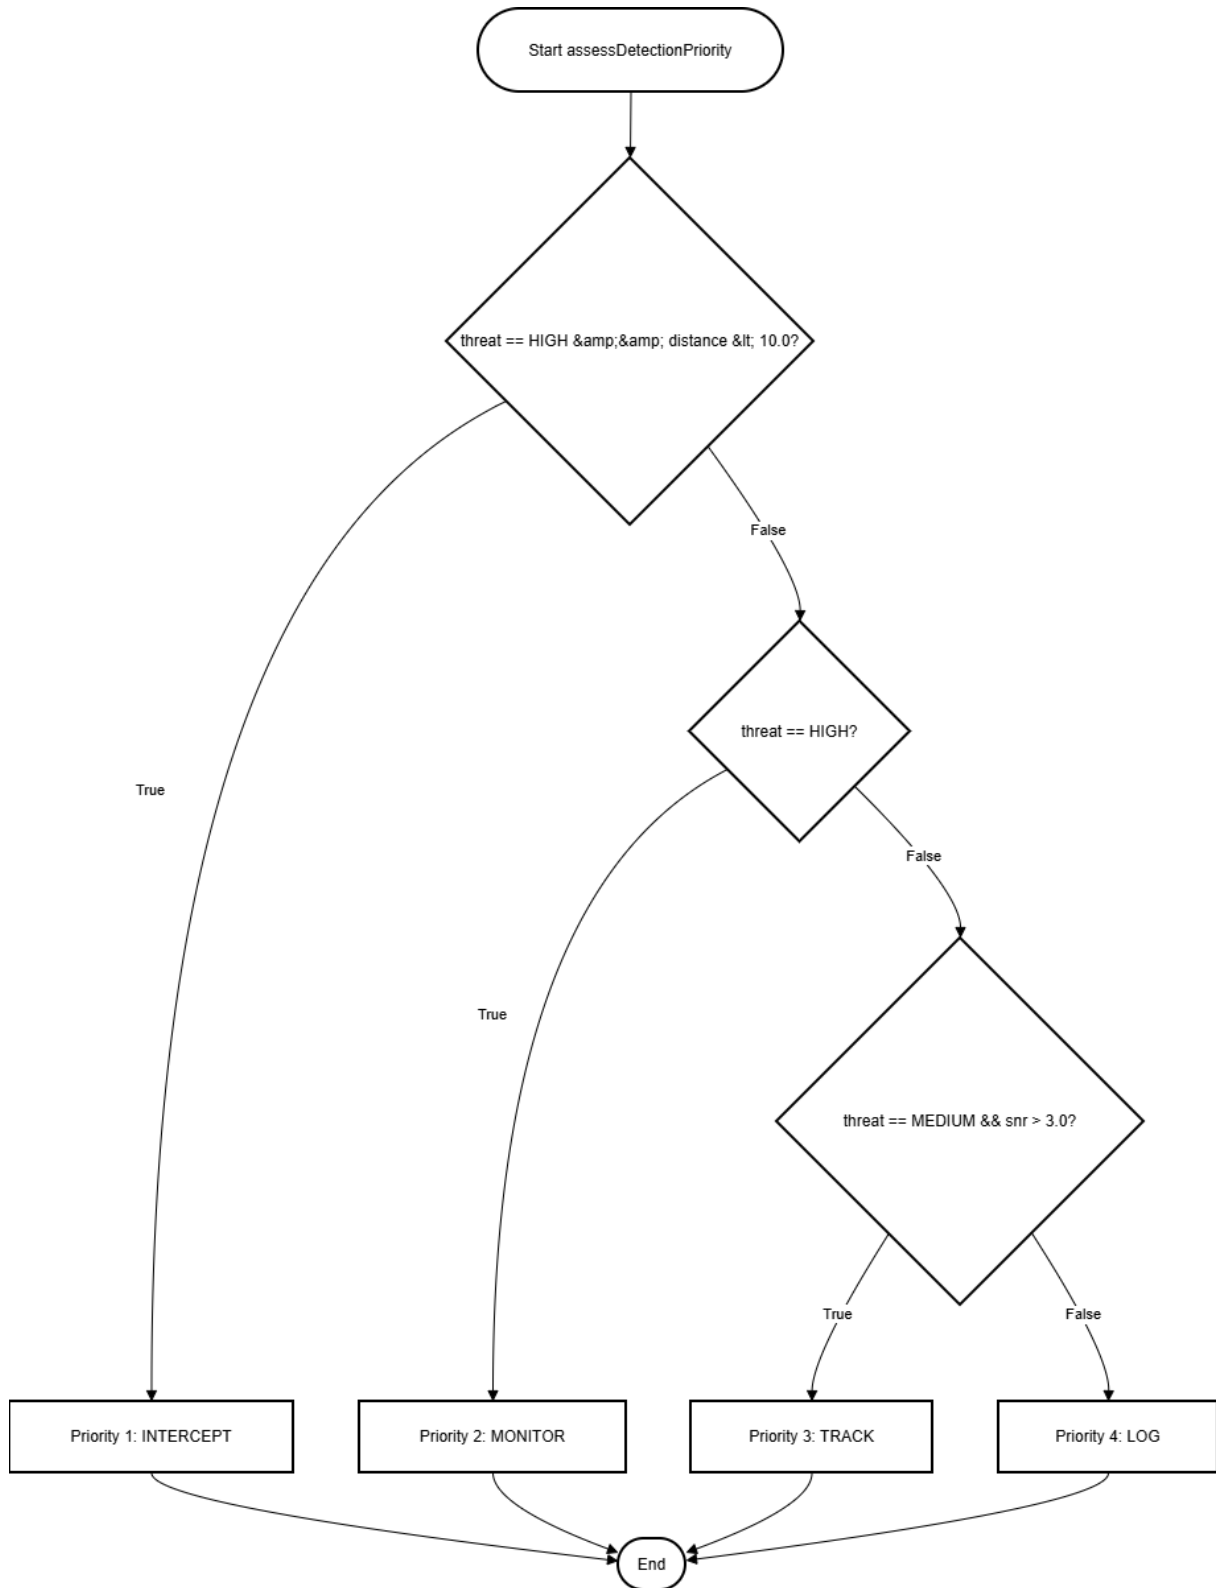 Start assessDetectionPriority
threat == HIGH &amp;&amp; distance &lt; 10.0?
False
threat == HIGH?
True
False
True
threat == MEDIUM && snr > 3.0?
True
False
Priority 1: INTERCEPT
Priority 2: MONITOR
Priority 3: TRACK
Priority 4: LOG
End